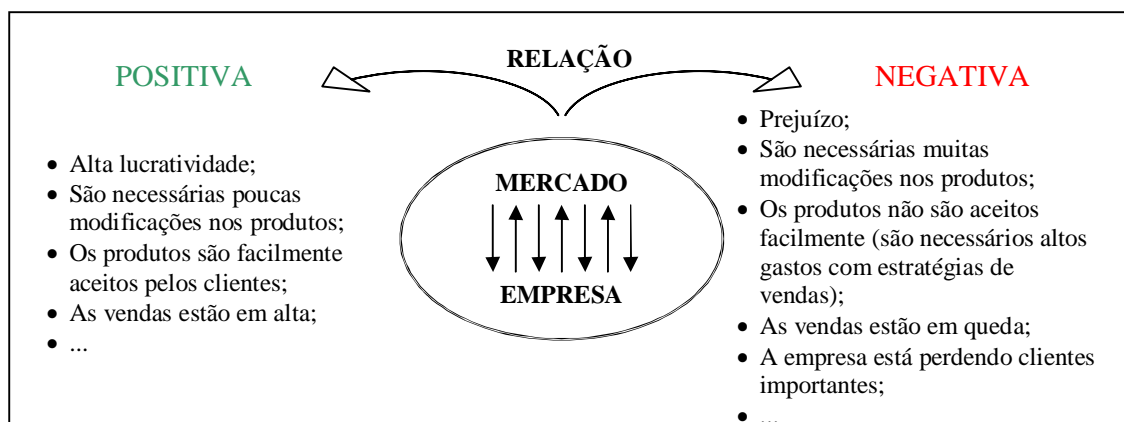 RELAÇÃO
POSITIVA
• Alta lucratividade;
• São necessárias poucas
modificações nos produtos;
• Os produtos são facilmente
aceitos pelos clientes;
• As vendas estão em alta;
• ...
MERCADO
EMPRESA
NEGATIVA
• Prejuízo;
• São necessárias muitas
modificações nos produtos;
• Os produtos não são aceitos
facilmente (são necessários altos
gastos com estratégias de
vendas);
• As vendas estão em queda;
• A empresa está perdendo clientes
importantes;
• ...